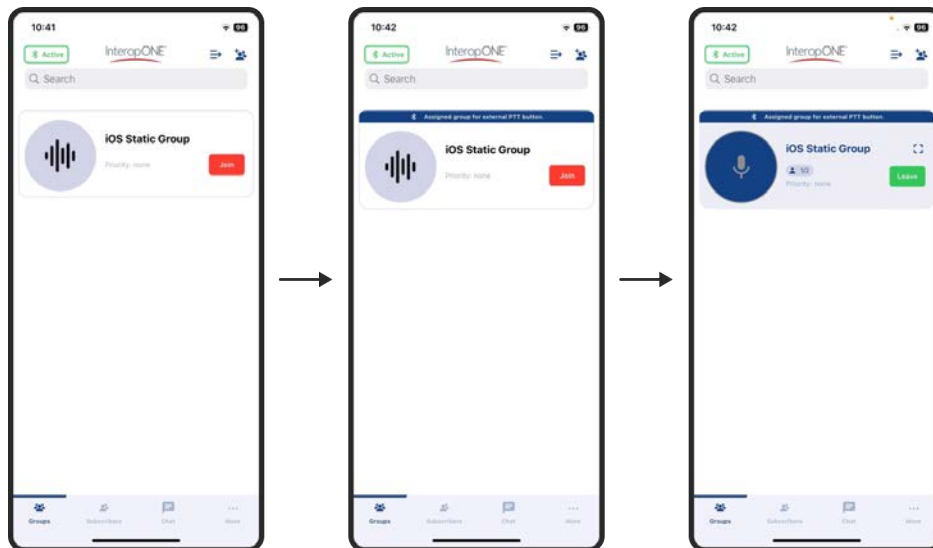 10:41
96
Active
InteropONE
Search
iOS Static Group
Priority: none
Join
Groups
Subscribers
Chat
More
10:42
96
Active
InteropONE
Search
Assigned group for external PTT button
iOS Static Group
Priority: none
Join
Groups
Subscribers
Chat
More
10:42
96
Active
InteropONE
Search
Assigned group for external PTT button
iOS Static Group
1/2
Priority: none
Leave
Groups
Subscribers
Chat
More